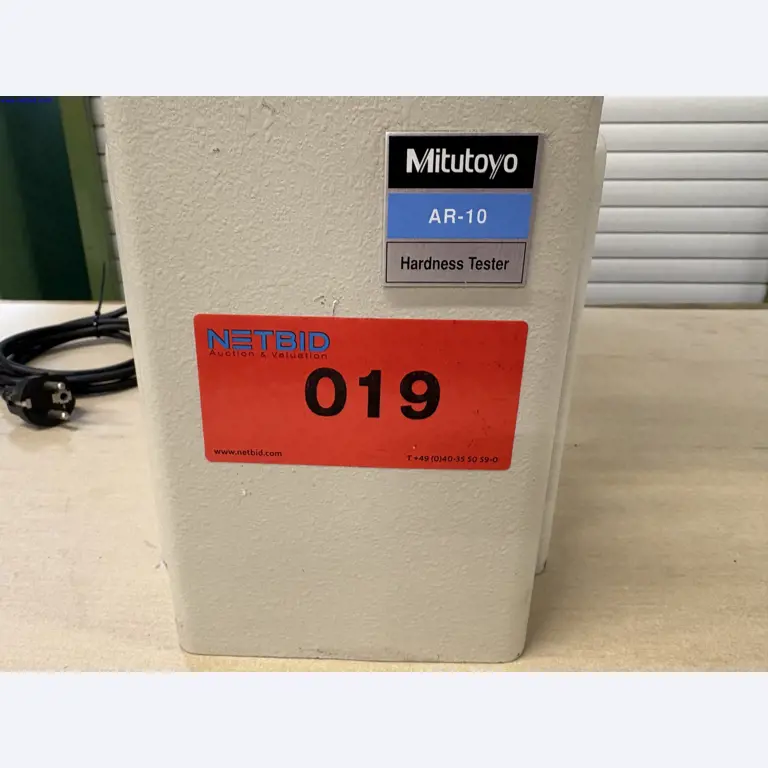 Mitutoyo
AR-10
Hardness Tester
NETBID
Auction & Valuation
019
www.netbid.com
T +49 (0)40-35 50 59-0